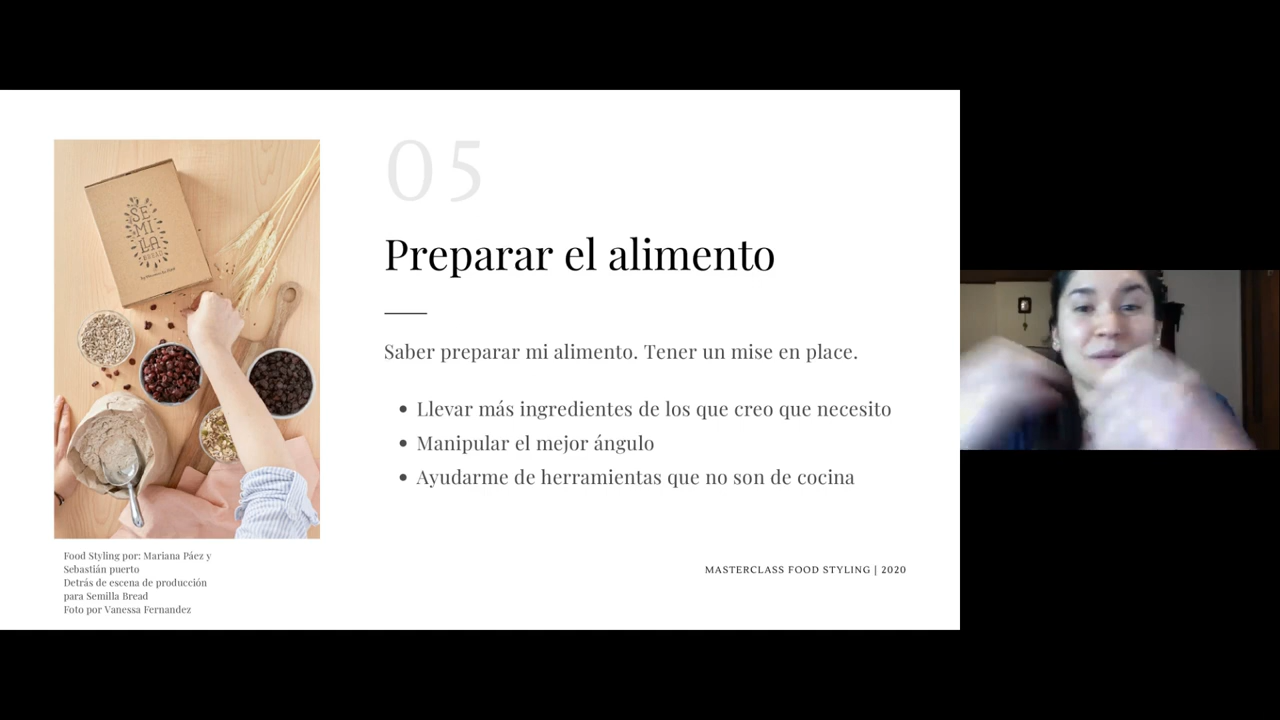 05
Preparar el alimento
Saber preparar mi alimento. Tener un mise en place.
• Llevar más ingredientes de los que creo que necesito
• Manipular el mejor ángulo
• Ayudarme de herramientas que no son de cocina
SE
MI
LLA
BREAD
Food Styling por: Mariana Páez y
Sebastián puerto
Detrás de escena de producción
para Semilla Bread
Foto por Vanessa Fernandez
MASTERCLASS FOOD STYLING | 2020